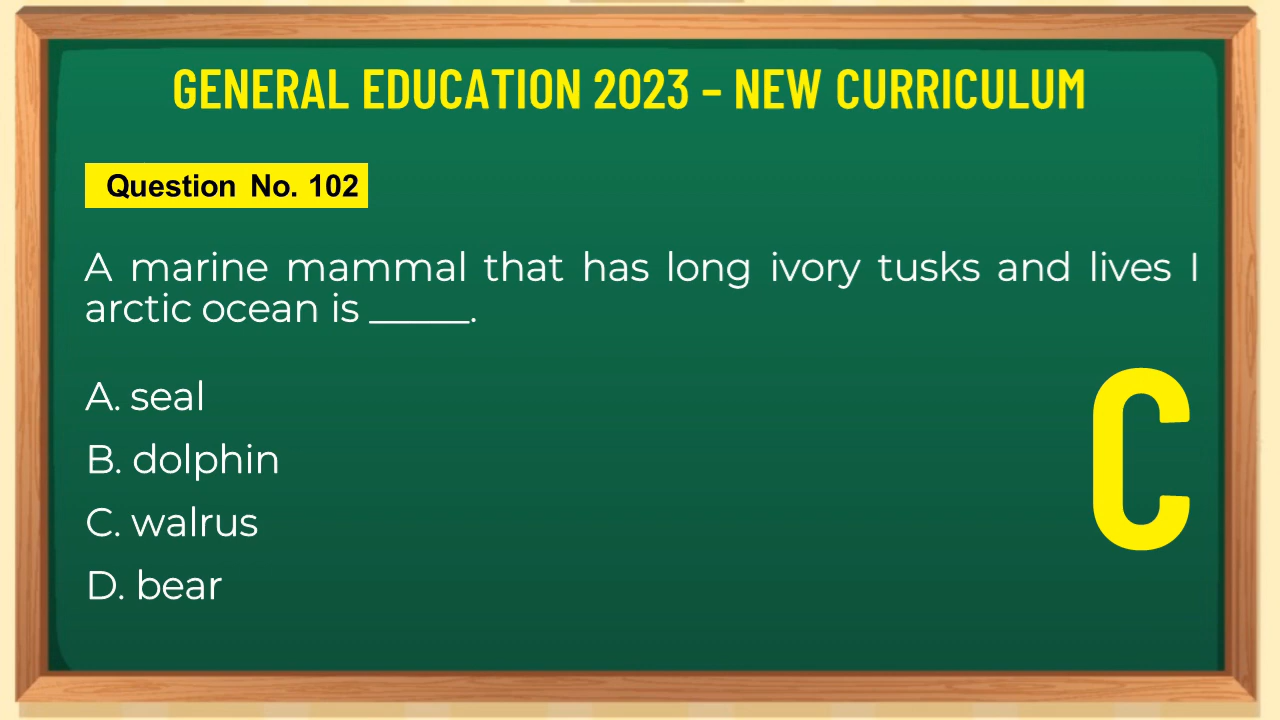 GENERAL EDUCATION 2023 – NEW CURRICULUM
Question No. 102
A marine mammal that has long ivory tusks and lives I
arctic ocean is _____.
A. seal
B. dolphin
C. walrus
D. bear
C